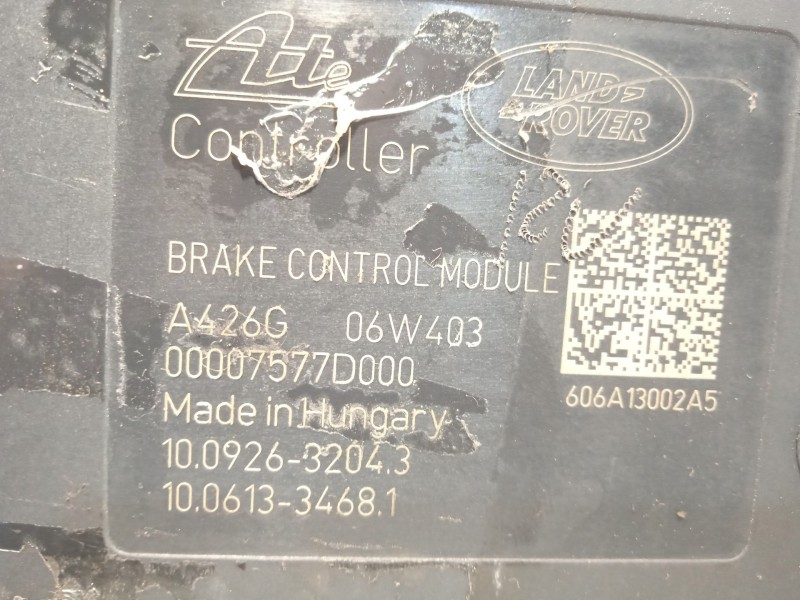 Ate
LAND-
ROVER
Controller
12V
BRAKE CONTROL MODULE
A426G 06W403
00007577D000
Made in Hungary
10.0926-3204.3
10.0613-3468.1
606A13002A5